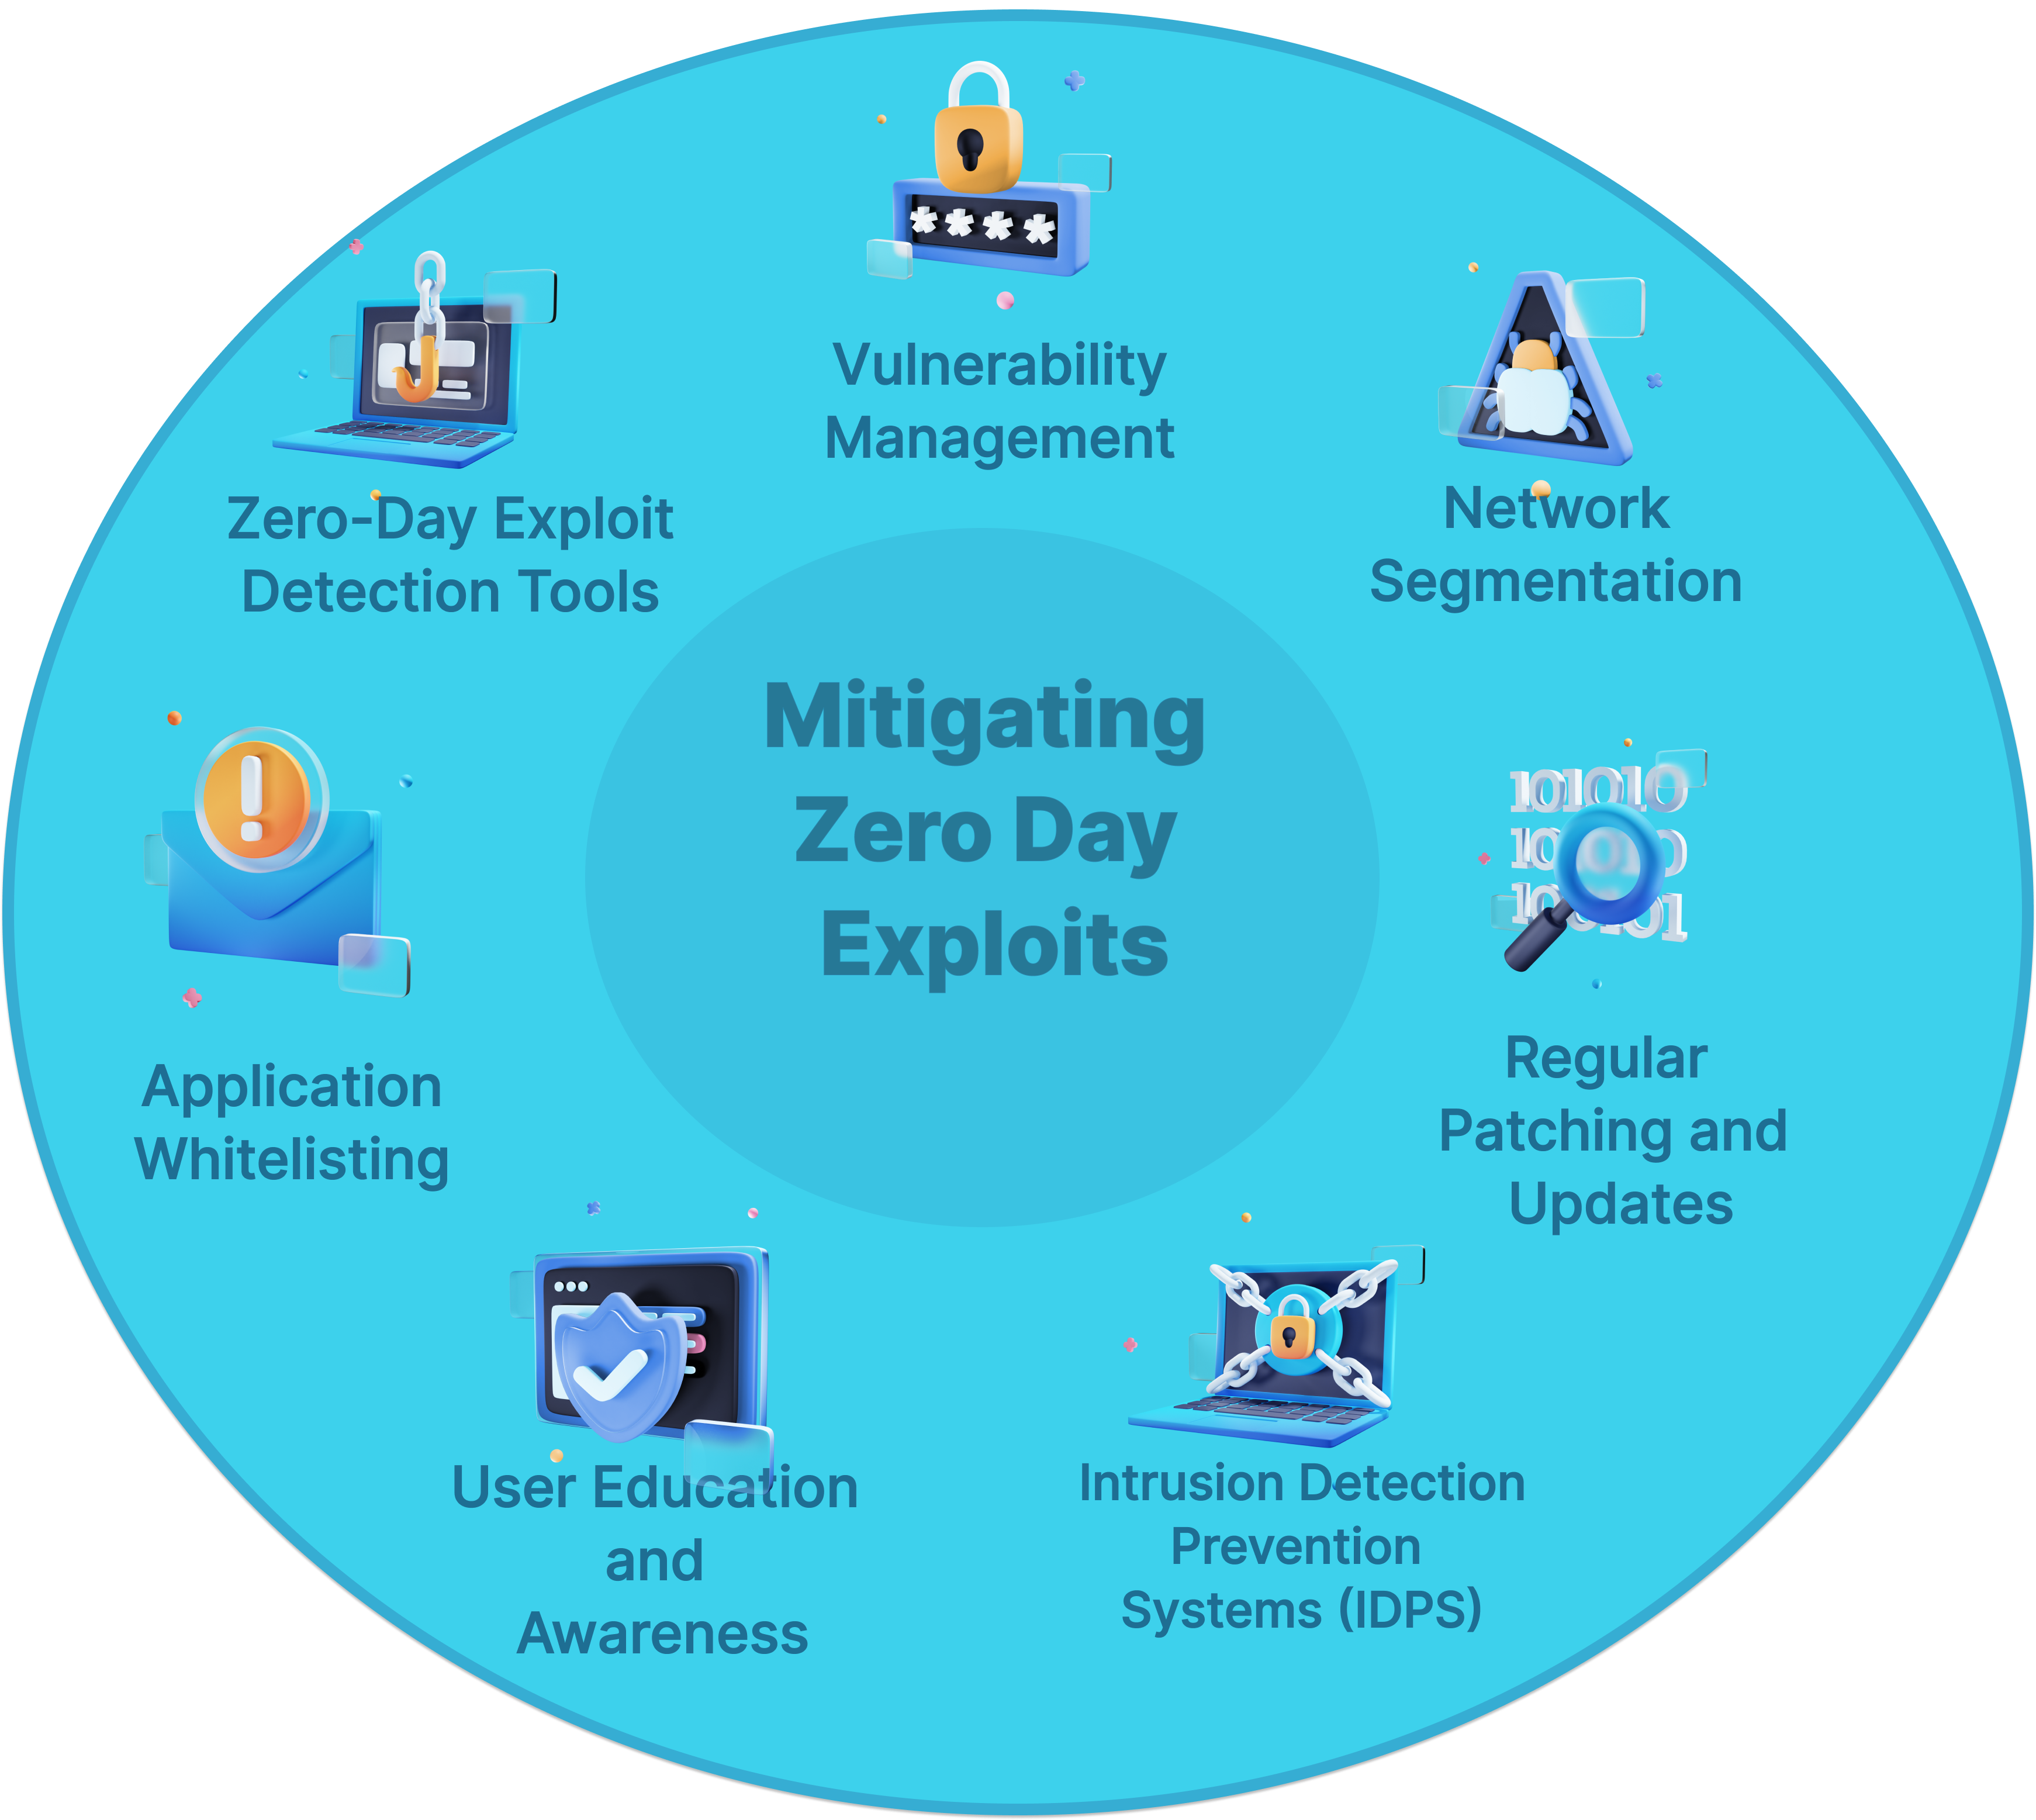 Vulnerability
Management
Network
Segmentation
Zero-Day Exploit
Detection Tools
Mitigating
Zero Day
Exploits
101010
Regular
Patching and
Updates
Application
Whitelisting
User Education
and
Awareness
Intrusion Detection
Prevention
Systems (IDPS)